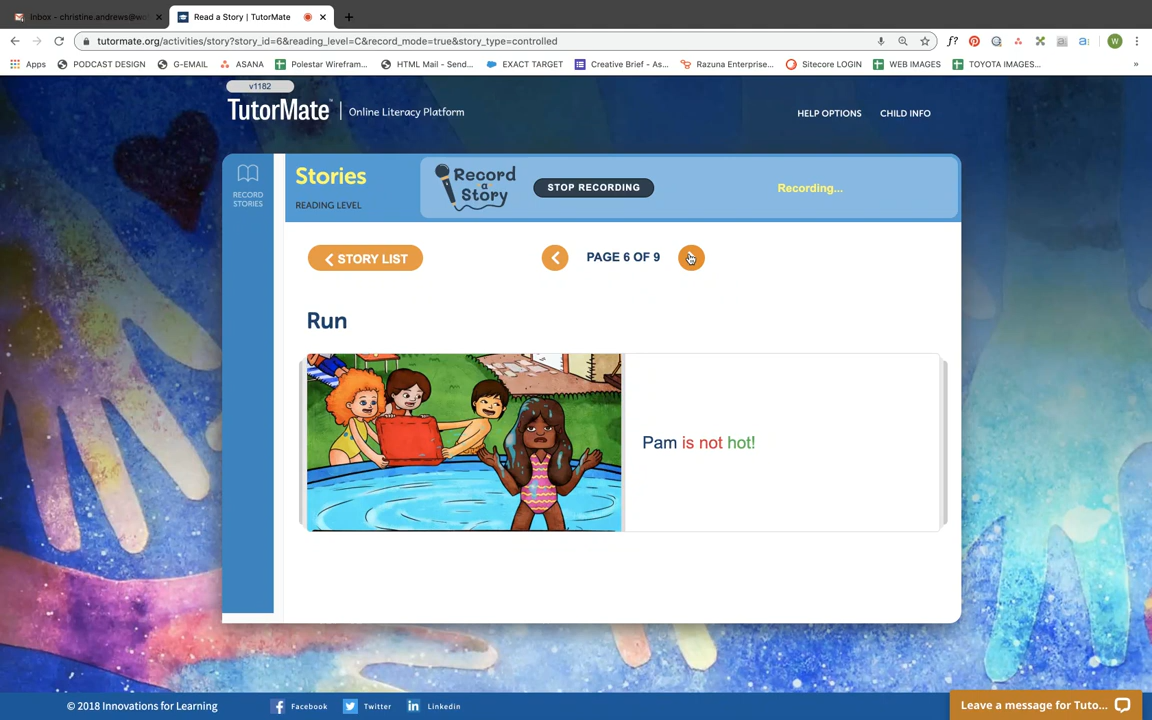 Inbox - christine.andrews@w
Read a Story | TutorMate
tutormate.org/activities/story?story_id=6&reading_level=C&record_mode=true&story_type=controlled
f?
W
Apps
PODCAST DESIGN
G-EMAIL
ASANA
Polestar Wirefram...
HTML Mail - Send...
EXACT TARGET
Creative Brief - As...
Razuna Enterprise...
Sitecore LOGIN
WEB IMAGES
TOYOTA IMAGES...
»
v1182
TutorMate™ | Online Literacy Platform
HELP OPTIONS
CHILD INFO
RECORD
STORIES
Stories
READING LEVEL
Record
a
Story
STOP RECORDING
Recording...
STORY LIST
PAGE 6 OF 9
Run
Pam is not hot!
© 2018 Innovations for Learning
Facebook
Twitter
Linkedin
Leave a message for Tuto...